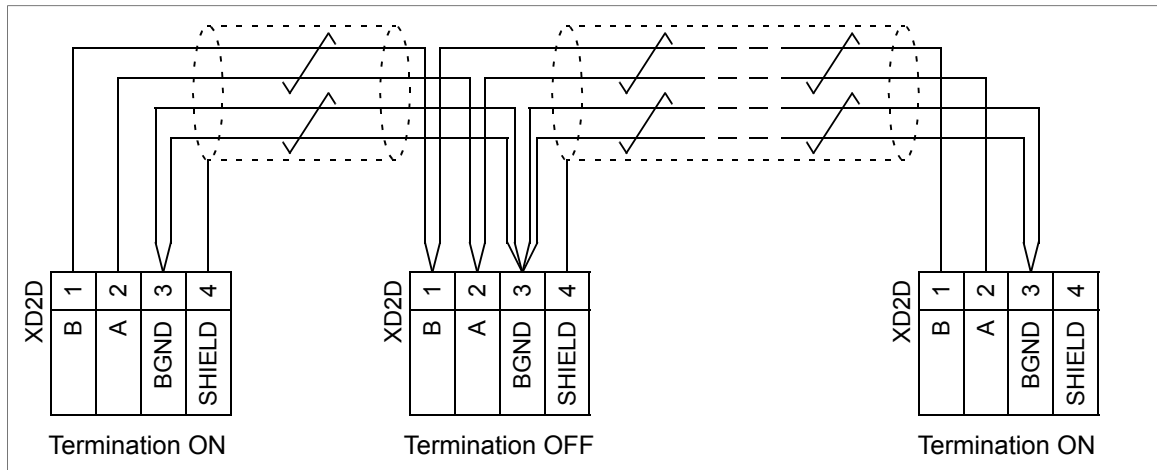 XD2D
1 2 3 4
B A BGND SHIELD
Termination ON
XD2D
1 2 3 4
B A BGND SHIELD
Termination OFF
XD2D
1 2 3 4
B A BGND SHIELD
Termination ON